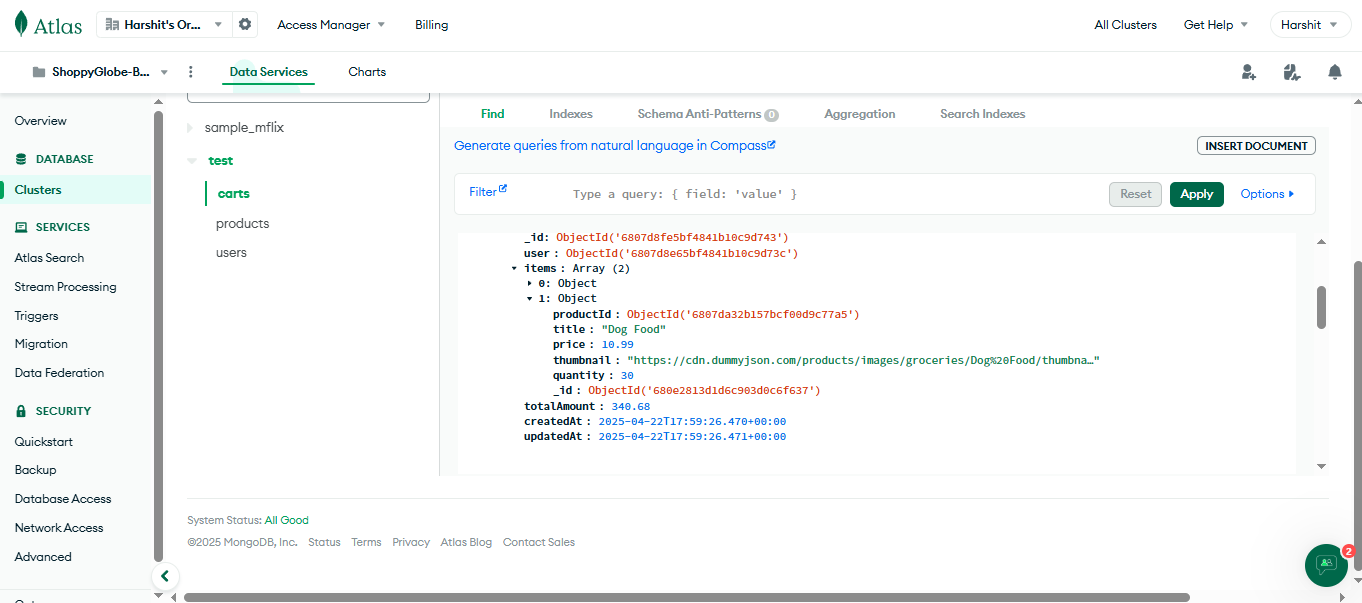 Atlas
Harshit's Or...
Access Manager
Billing
All Clusters
Get Help
Harshit
ShoppyGlobe-B...
Data Services
Charts
Overview
DATABASE
Clusters
SERVICES
Atlas Search
Stream Processing
Triggers
Migration
Data Federation
SECURITY
Quickstart
Backup
Database Access
Network Access
Advanced
sample_mflix
test
carts
products
users
Find
Indexes
Schema Anti-Patterns 0
Aggregation
Search Indexes
Generate queries from natural language in Compass
INSERT DOCUMENT
Filter
Type a query: { field: 'value' }
Reset
Apply
Options
_id: ObjectId('6807d8fe5bf4841b10c9d743')
user : ObjectId('6807d8e65bf4841b10c9d73c')
items : Array (2)
0: Object
1: Object
productId : ObjectId('6807da32b157bcf00d9c77a5')
title : "Dog Food"
price : 10.99
thumbnail : "https://cdn.dummyjson.com/products/images/groceries/Dog%20Food/thumbna…"
quantity : 30
_id : ObjectId('680e2813d1d6c903d0c6f637')
totalAmount : 340.68
createdAt : 2025-04-22T17:59:26.470+00:00
updatedAt : 2025-04-22T17:59:26.471+00:00
System Status: All Good
©2025 MongoDB, Inc. Status Terms Privacy Atlas Blog Contact Sales
2